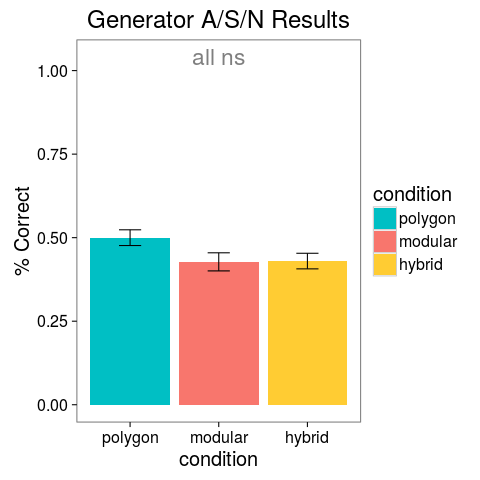 Generator A/S/N Results
all ns
% Correct
1.00
0.75
0.50
0.25
0.00
polygon modular hybrid
condition
condition
polygon
modular
hybrid